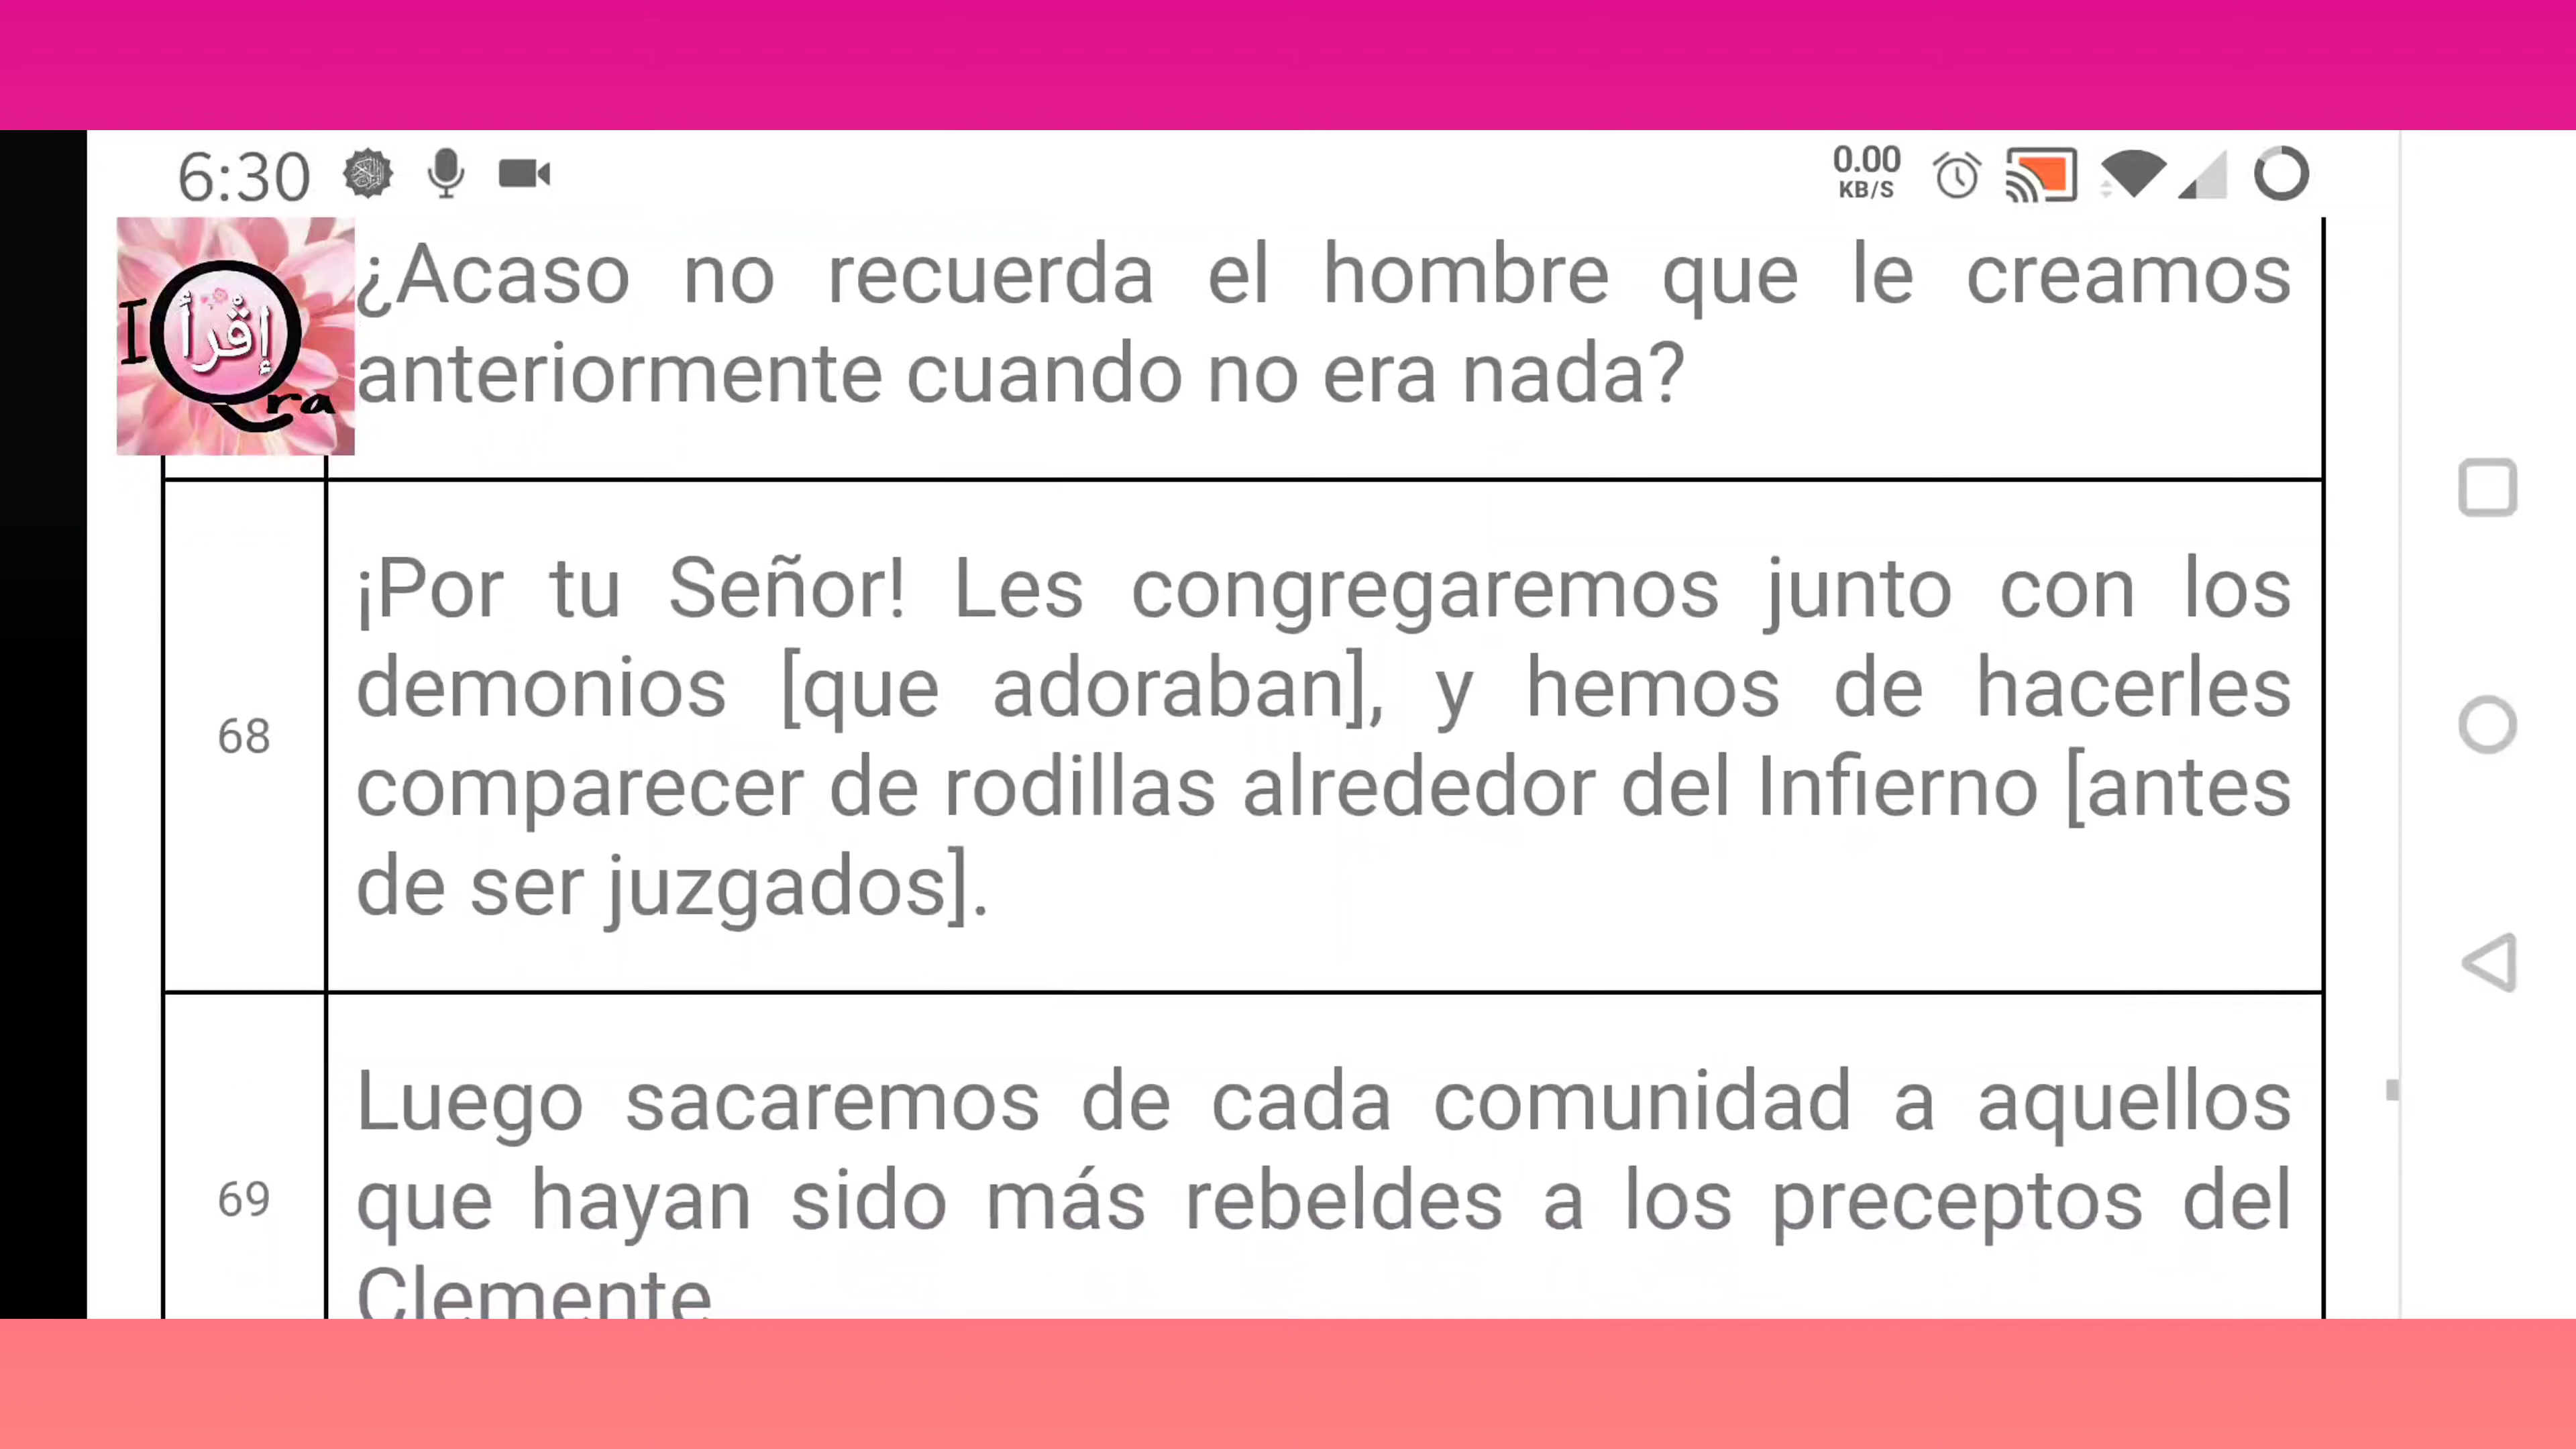 6:30
0.00
KB/S
I إقرأ ra
¿Acaso no recuerda el hombre que le creamos
anteriormente cuando no era nada?
68
¡Por tu Señor! Les congregaremos junto con los
demonios [que adoraban], y hemos de hacerles
comparecer de rodillas alrededor del Infierno [antes
de ser juzgados].
69
Luego sacaremos de cada comunidad a aquellos
que hayan sido más rebeldes a los preceptos del
Clemente